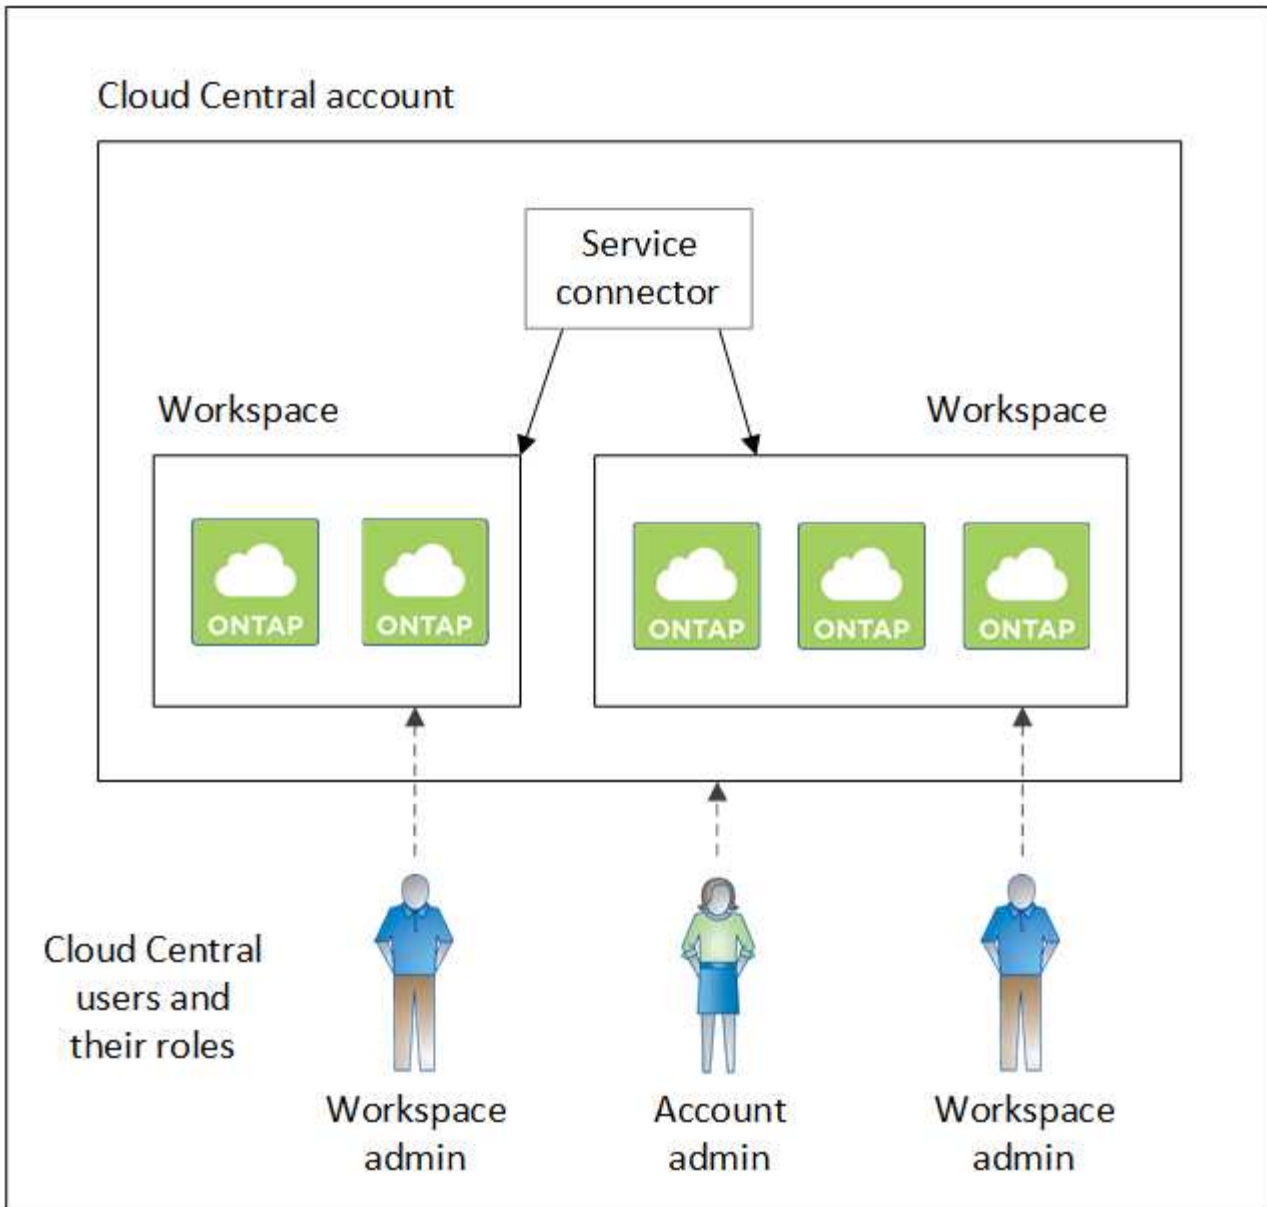 Cloud Central account
Service
connector
Workspace
Workspace
ONTAP
ONTAP
ONTAP
ONTAP
ONTAP
Cloud Central
users and
their roles
Workspace
admin
Account
admin
Workspace
admin